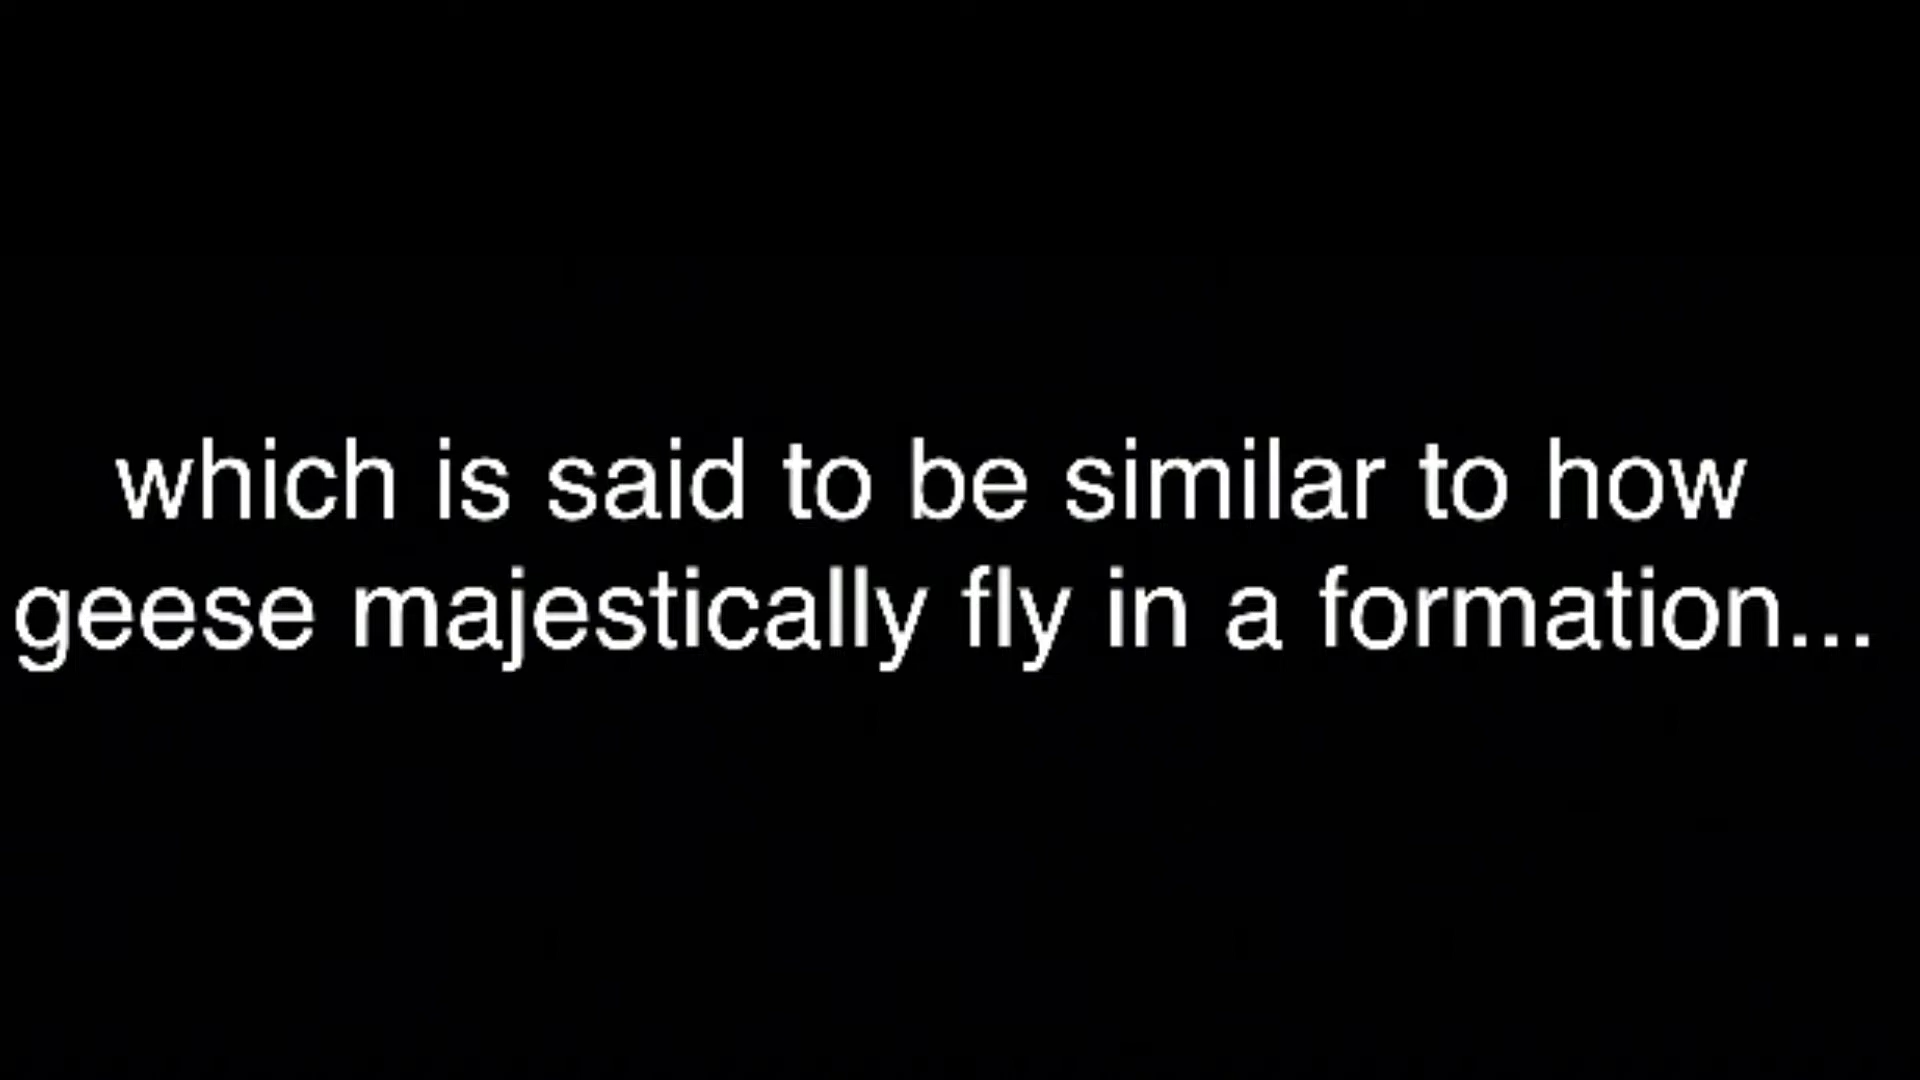 which is said to be similar to how
geese majestically fly in a formation...